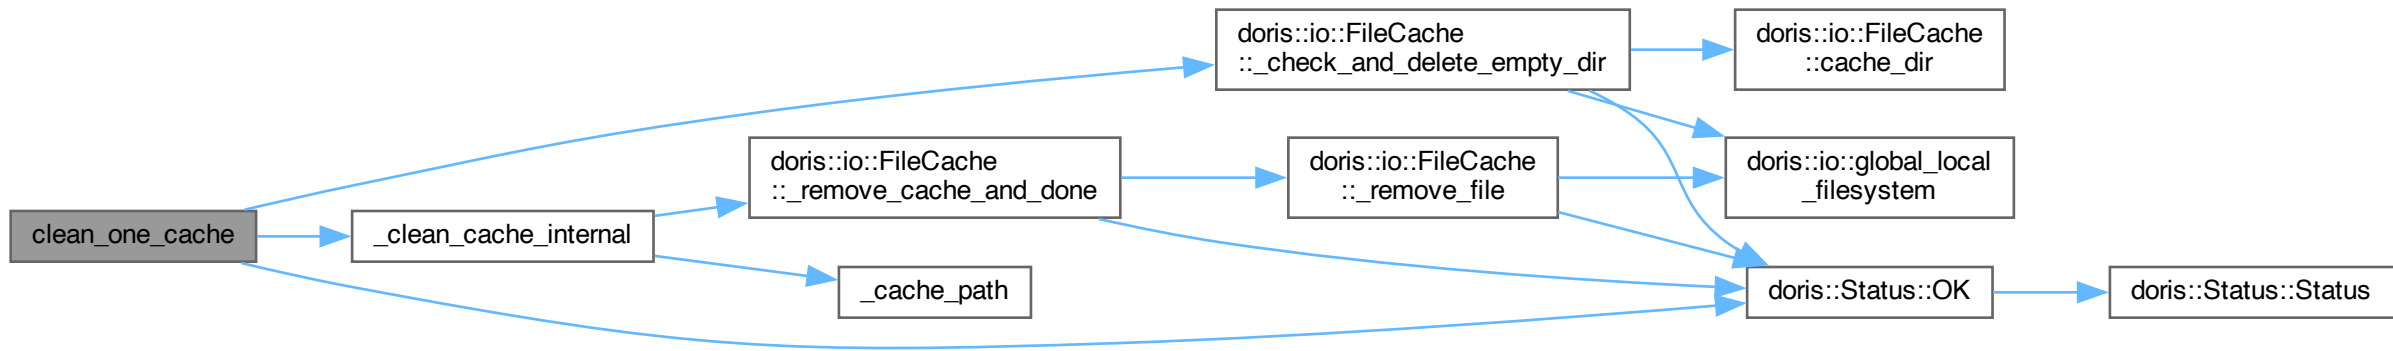 clean_one_cache
_clean_cache_internal
doris::io::FileCache
::_remove_cache_and_done
_cache_path
doris::io::FileCache
::_check_and_delete_empty_dir
doris::io::FileCache
::_remove_file
doris::io::FileCache
::cache_dir
doris::io::global_local
_filesystem
doris::Status::OK
doris::Status::Status